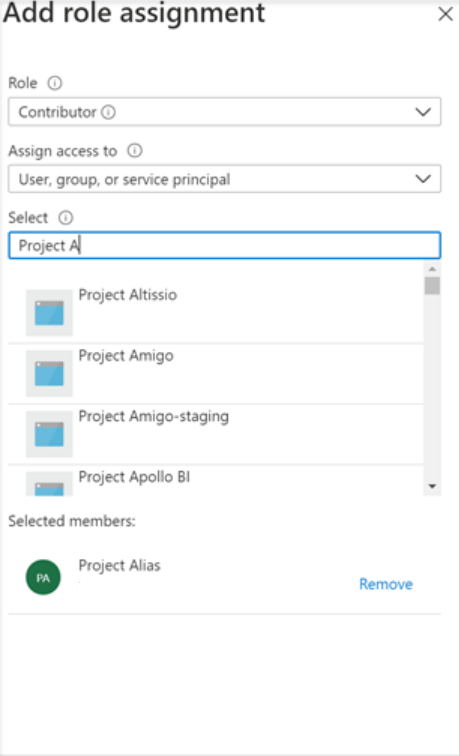 Add role assignment
Role
Contributor
Assign access to
User, group, or service principal
Select
Project A
Project Altissio
Project Amigo
Project Amigo-staging
Project Apollo BI
Selected members:
PA
Project Alias
Remove